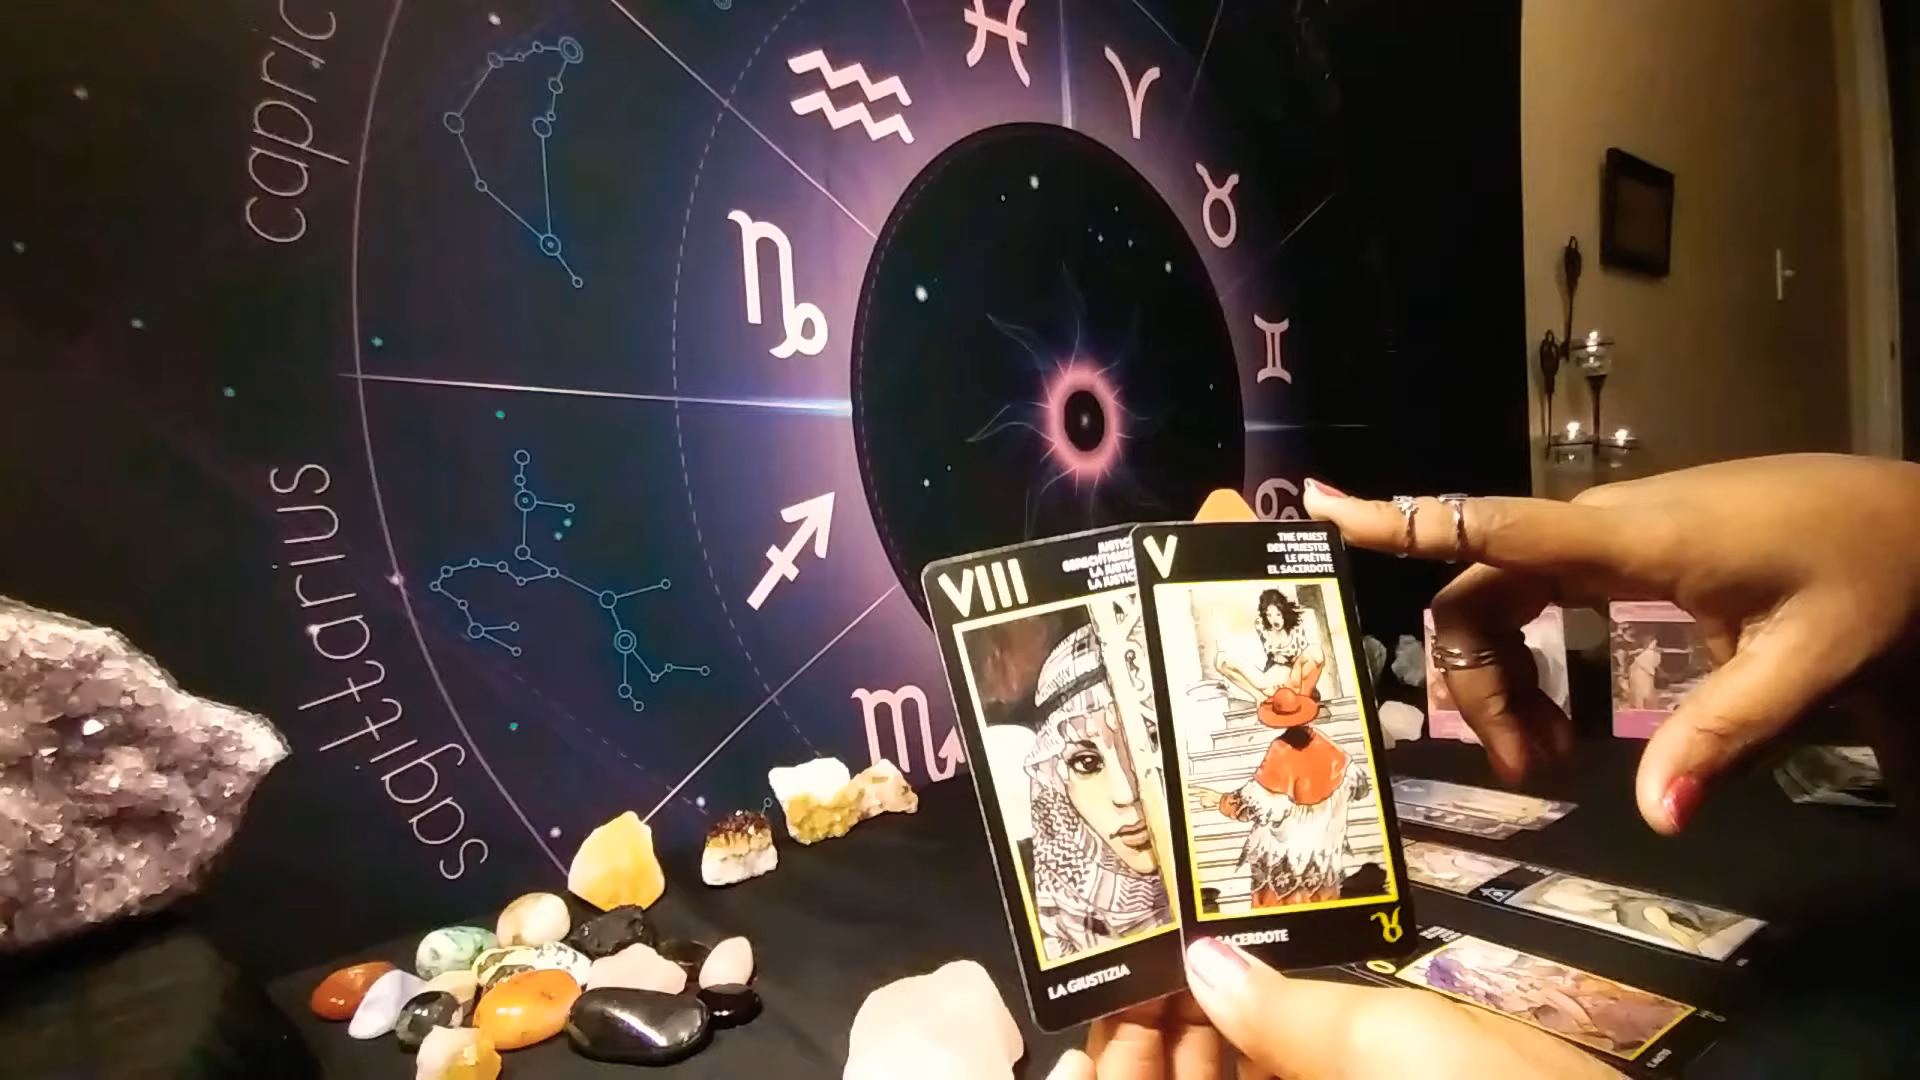 capric
sagittarius
VIII
LA GIUSTIZIA
V
THE PRIEST
DER PRIESTER
LE PRÊTRE
EL SACERDOTE
SACERDOTE